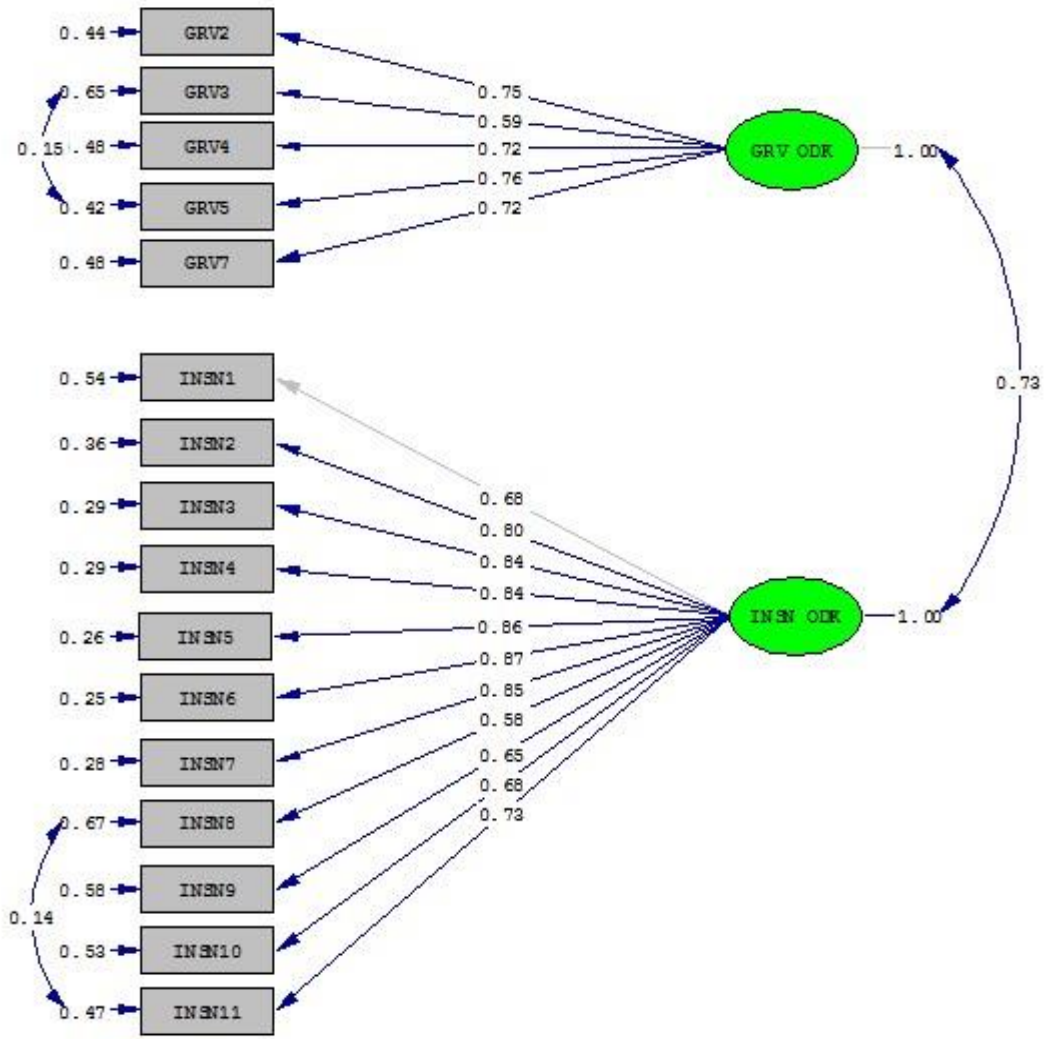 0.44 GRV2
0.65 GRV3 0.75
0.59
0.15 .48 GRV4 0.72 GRV ODK 1.00
0.76
0.42 GRV5 0.72
0.48 GRV7
0.54 INSN1 0.73
0.36 INSN2
0.29 INSN3 0.68
0.80
0.84
0.29 INSN4 0.84
0.86 INSN ODK 1.00
0.26 INSN5
0.87
0.25 INSN6 0.85
0.58
0.28 INSN7 0.65
0.68
0.67 INSN8 0.73
0.58 INSN9
0.14
0.53 INSN10
0.47 INSN11